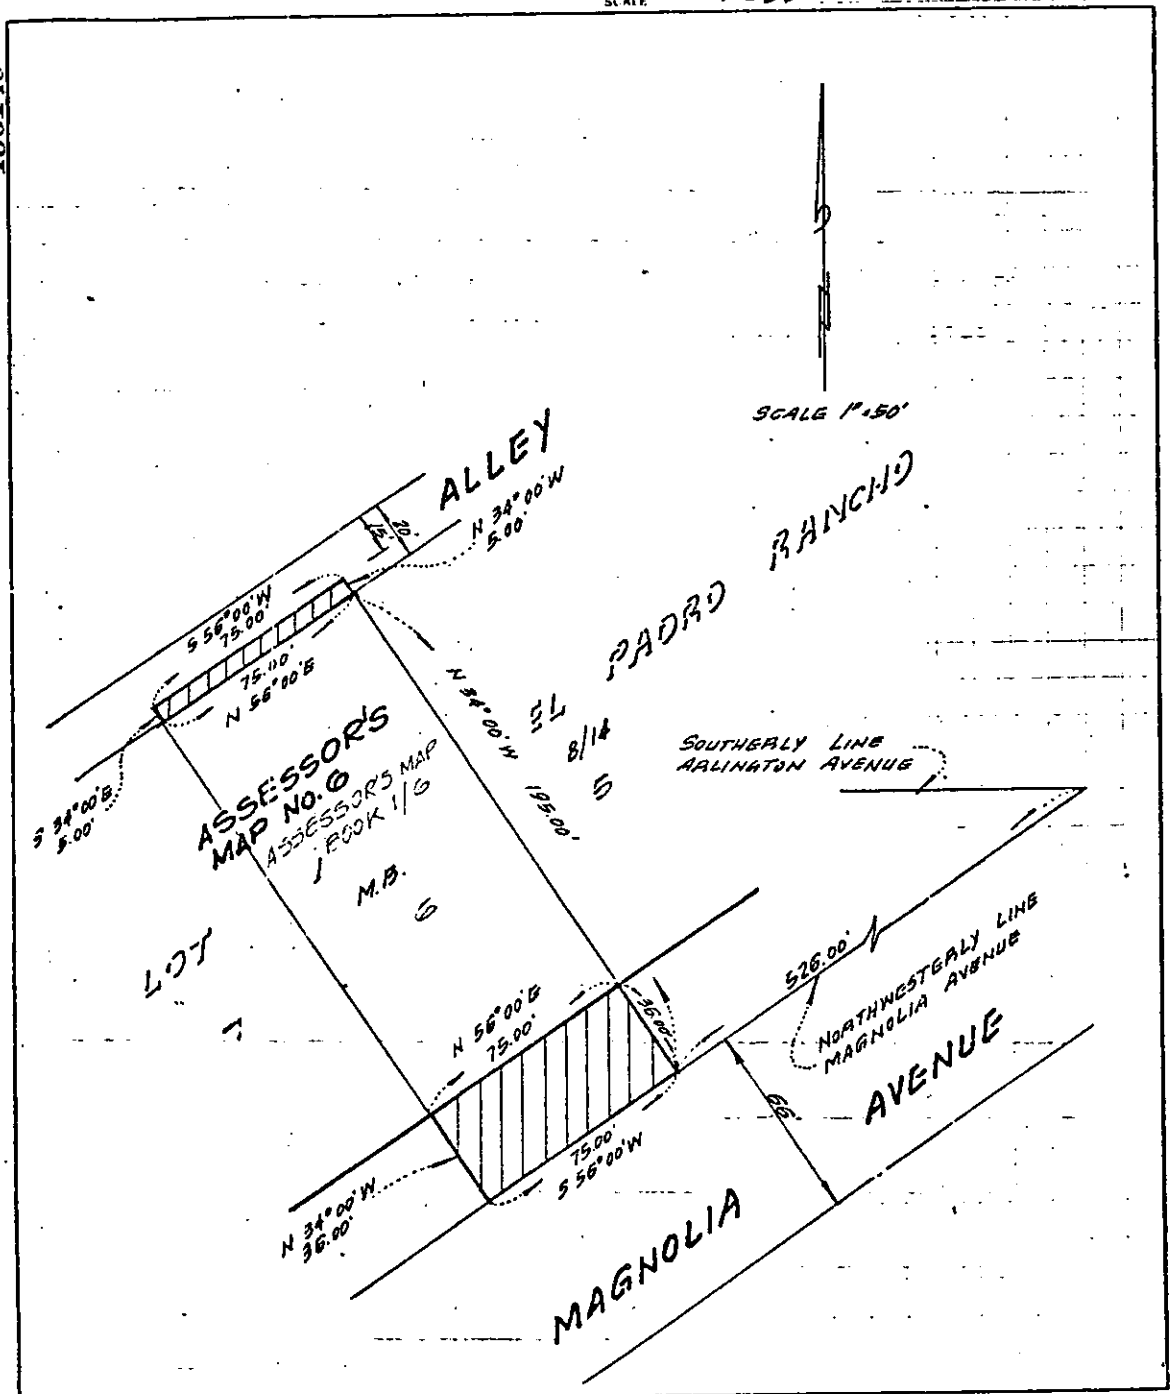 SCALE
SCALE 1"=50'
ALLEY
N 34°00'W
5.00'
15'
20'
S 56°00'W
75.00'
75.00'
N 56°00'E
S 34°00'E
5.00'
EL PADRO RANCHO
8/14
5
N 34°00'W 195.00'
ASSESSOR'S
MAP NO. 6
ASSESSOR'S MAP
BOOK 1/6
M.B.
6
LOT
7
SOUTHERLY LINE
ARLINGTON AVENUE
526.00'
NORTHWESTERLY LINE
MAGNOLIA AVENUE
N 56°00'E
75.00'
36.00'
75.00'
S 56°00'W
N 34°00'W
36.00'
66'
MAGNOLIA AVENUE